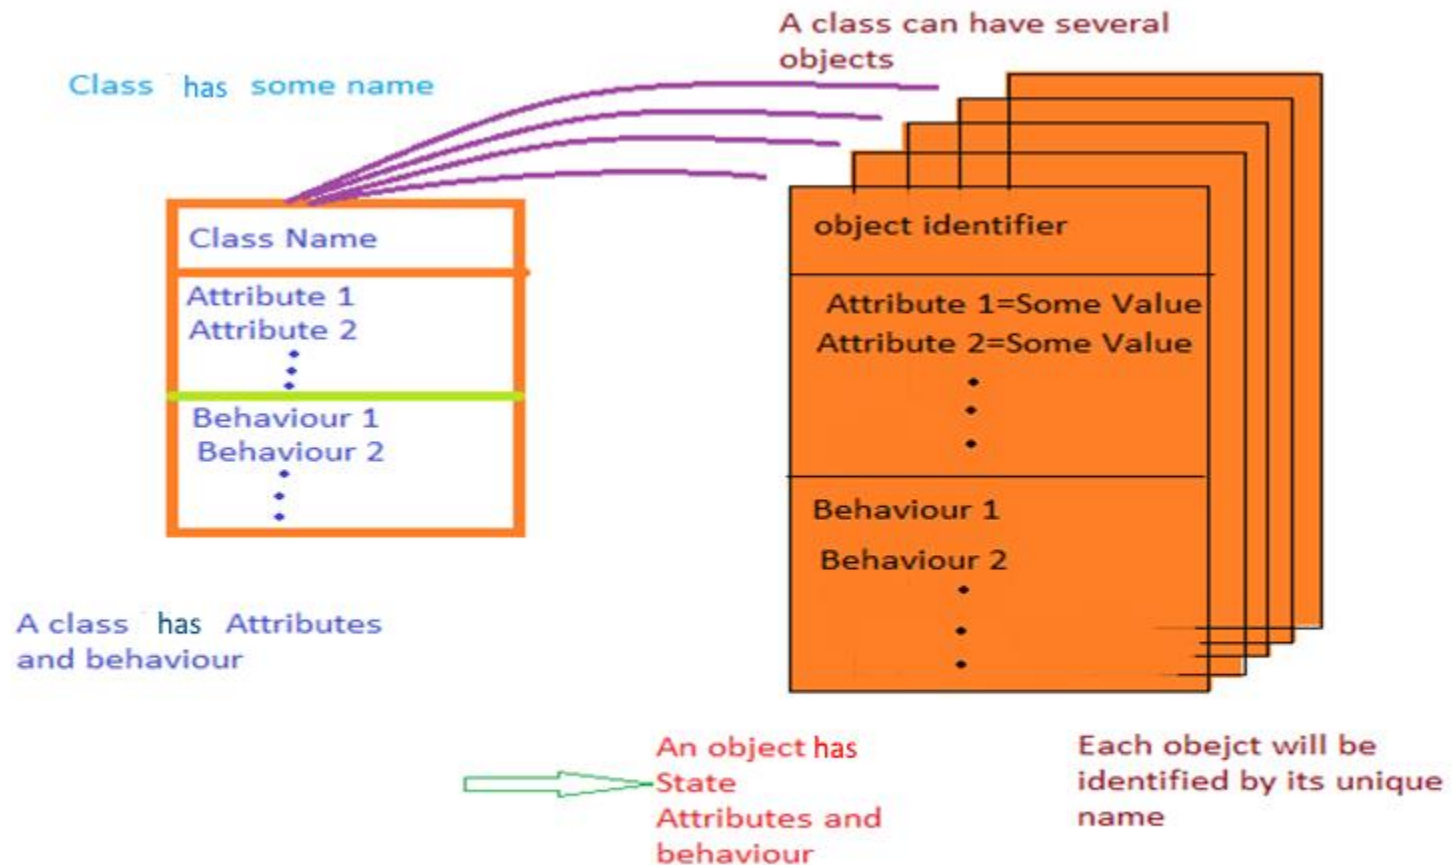 A class can have several
objects
Class has some name
Class Name
Attribute 1
Attribute 2
Behaviour 1
Behaviour 2
A class has Attributes
and behaviour
object identifier
Attribute 1=Some Value
Attribute 2=Some Value
Behaviour 1
Behaviour 2
An object has
State
Attributes and
behaviour
Each obejct will be
identified by its unique
name